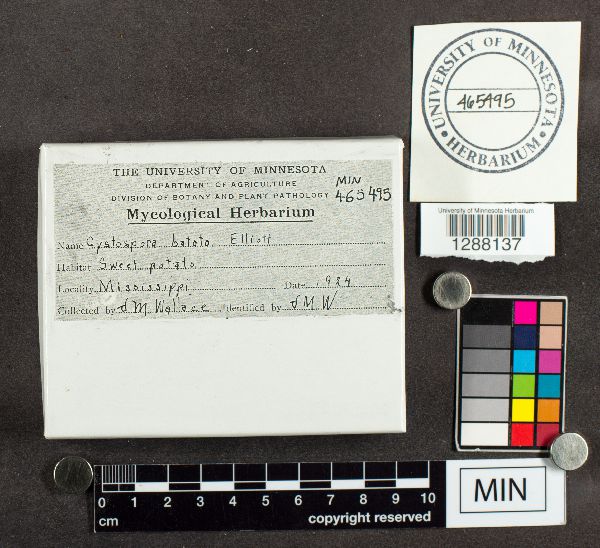 UNIVERSITY OF MINNESOTA
465495
HERBARIUM
University of Minnesota Herbarium
1288137
THE UNIVERSITY OF MINNESOTA
DEPARTMENT OF AGRICULTURE
DIVISION OF BOTANY AND PLANT PATHOLOGY
MIN
465495
Mycological Herbarium
Name Cystospora batata Elliott
Habitat Sweet potato
Locality Mississippi Date 1924
Collected by J M Wallace, identified by J M W
0 1 2 3 4 5 6 7 8 9 10
cm
copyright reserved
MIN